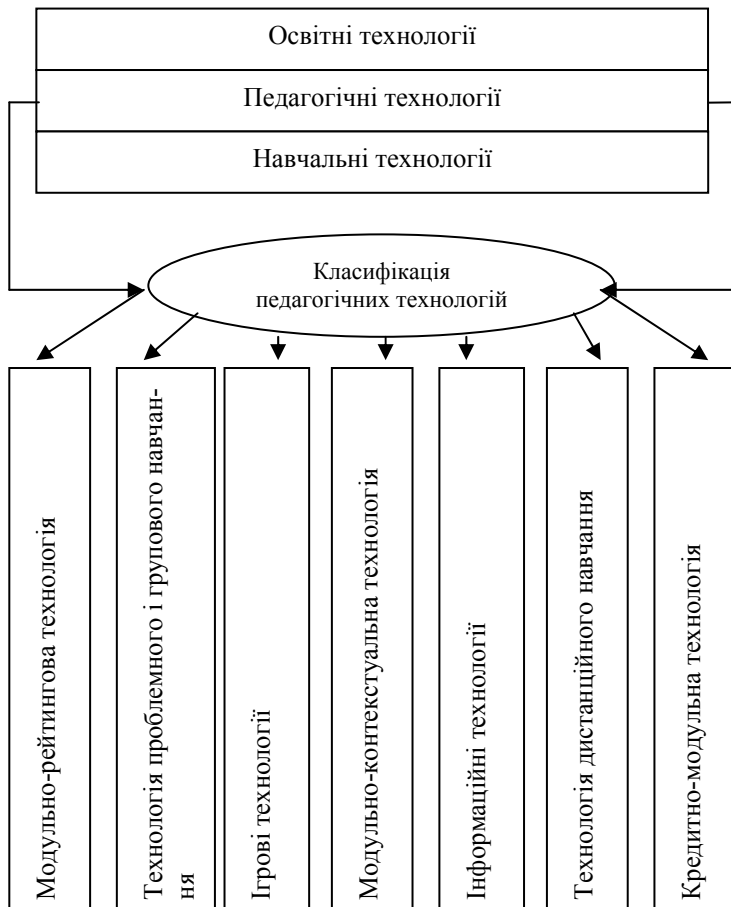 Освітні технології
Педагогічні технології
Навчальні технології
Класифікація
педагогічних технологій
Модульно-рейтингова технологія
Технологія проблемного і групового навчан-
ня
Ігрові технології
Модульно-контекстуальна технологія
Інформаційні технології
Технологія дистанційного навчання
Кредитно-модульна технологія